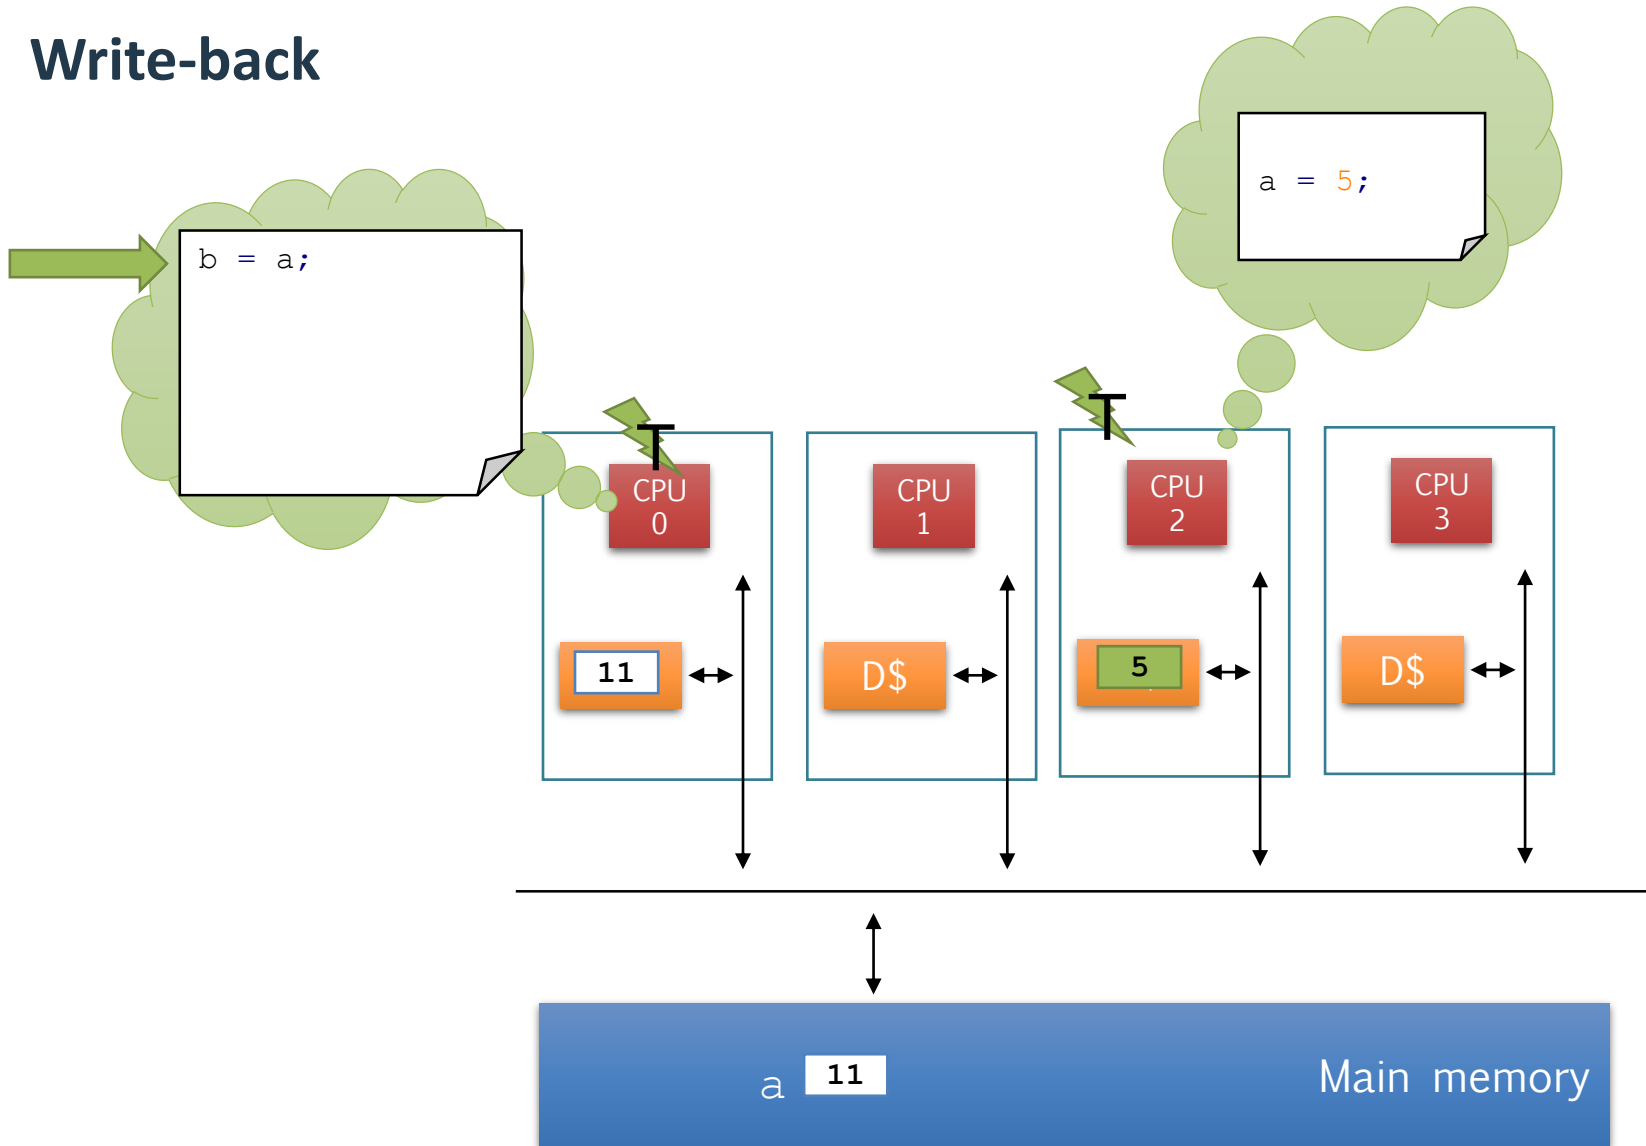 Write-back
a = 5;
b = a;
T
T
CPU
0
CPU
1
CPU
2
CPU
3
11
D$
5
D$
a 11
Main memory